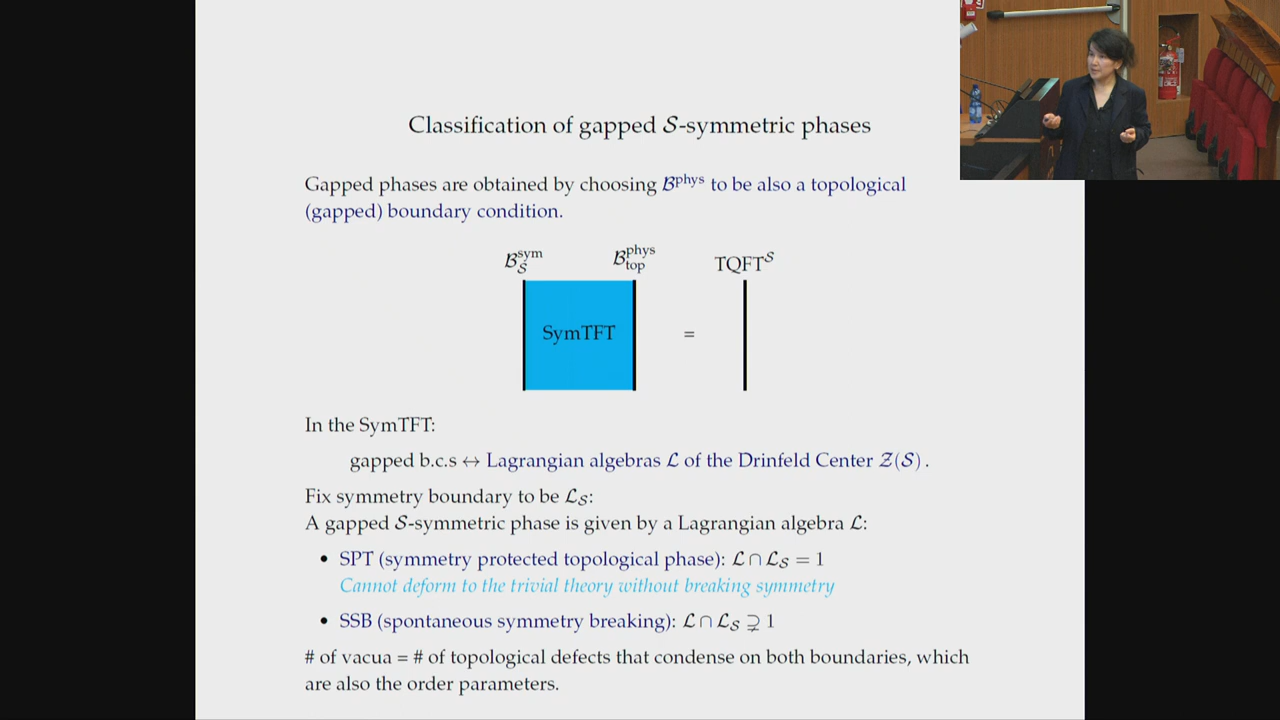 Classification of gapped 𝒮-symmetric phases
Gapped phases are obtained by choosing ℬ^phys to be also a topological
(gapped) boundary condition.
ℬ^sym_𝒮 ℬ^phys_top TQFT^𝒮
SymTFT =
In the SymTFT:
gapped b.c.s ↔ Lagrangian algebras ℒ of the Drinfeld Center 𝒵(𝒮).
Fix symmetry boundary to be ℒ_𝒮:
A gapped 𝒮-symmetric phase is given by a Lagrangian algebra ℒ:
• SPT (symmetry protected topological phase): ℒ ∩ ℒ_𝒮 = 1
Cannot deform to the trivial theory without breaking symmetry
• SSB (spontaneous symmetry breaking): ℒ ∩ ℒ_𝒮 ⊋ 1
# of vacua = # of topological defects that condense on both boundaries, which
are also the order parameters.